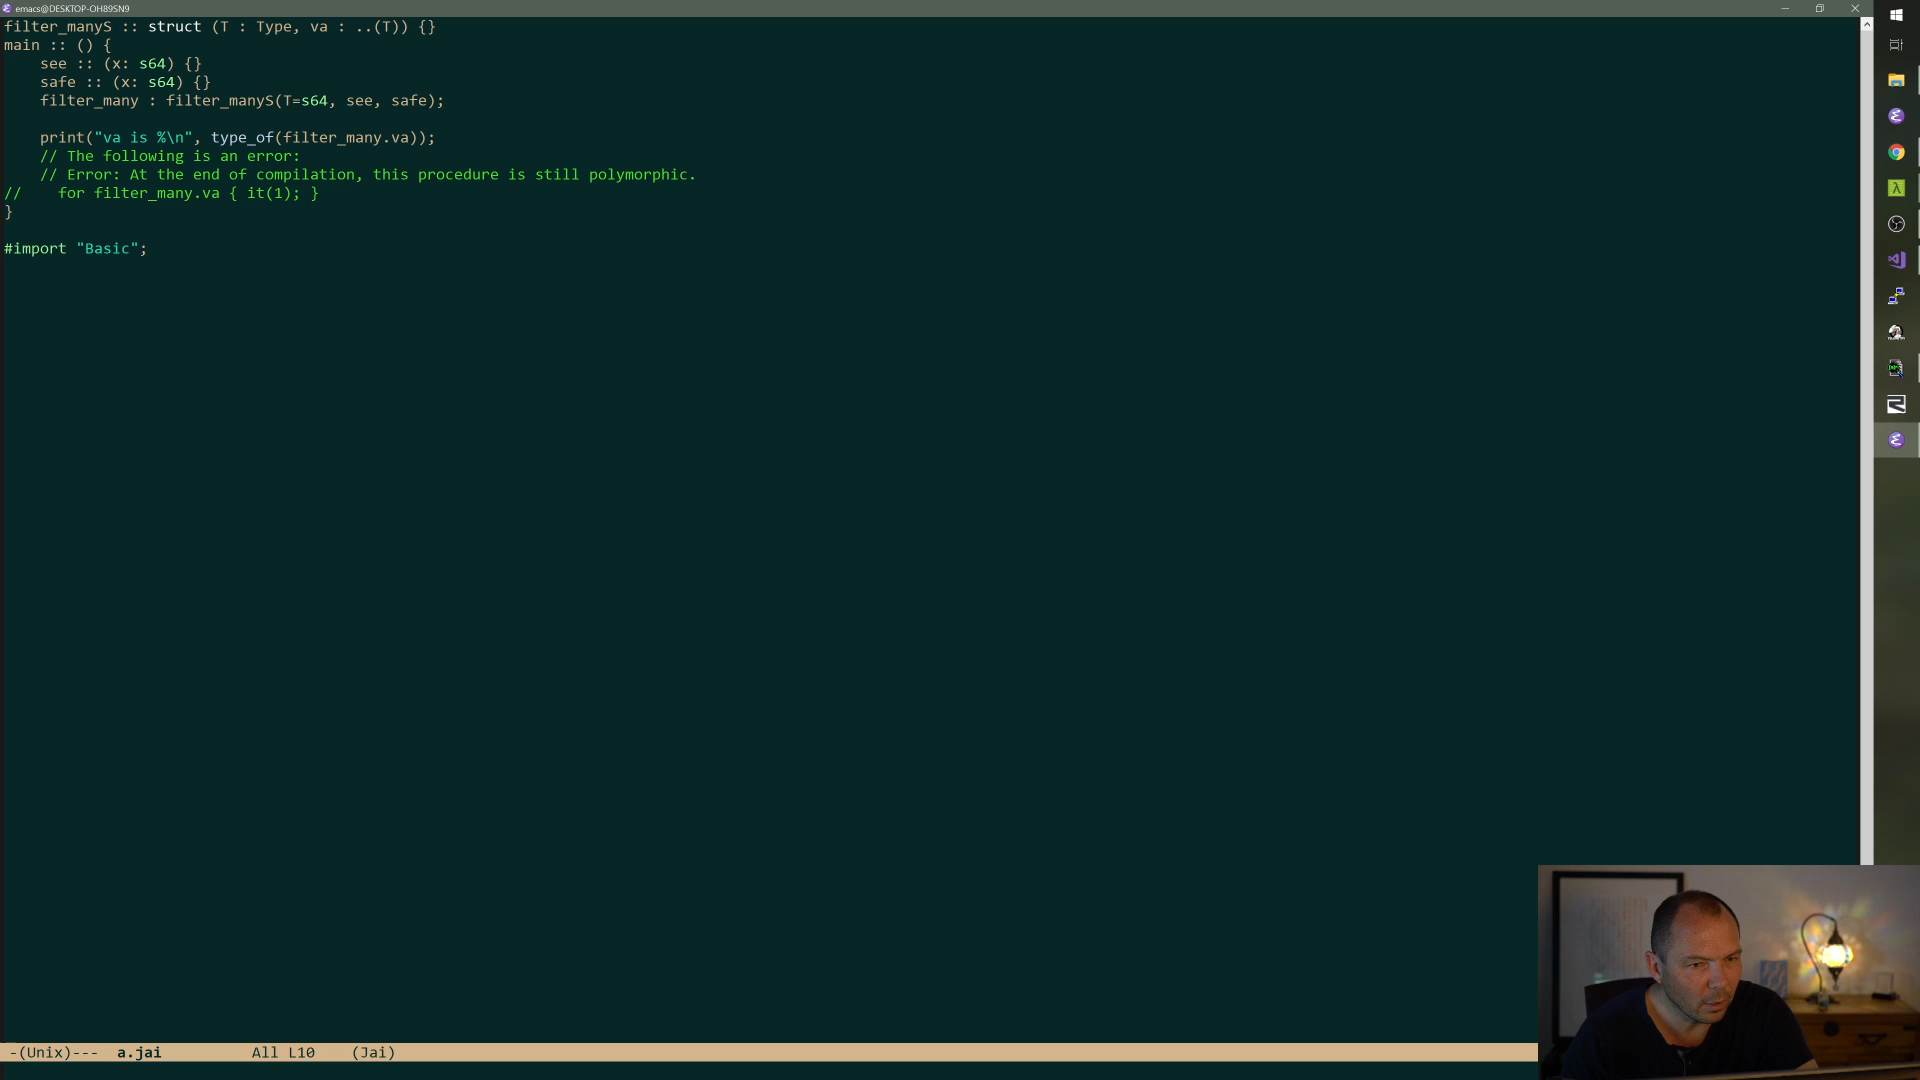 emacs@DESKTOP-OH89SN9
filter_manyS :: struct (T : Type, va : ..(T)) {}
main :: () {
    see :: (x: s64) {}
    safe :: (x: s64) {}
    filter_many : filter_manyS(T=s64, see, safe);
    print("va is %\n", type_of(filter_many.va));
    // The following is an error:
    // Error: At the end of compilation, this procedure is still polymorphic.
//    for filter_many.va { it(1); }
}
#import "Basic";
-(Unix)---  a.jai          All L10    (Jai)